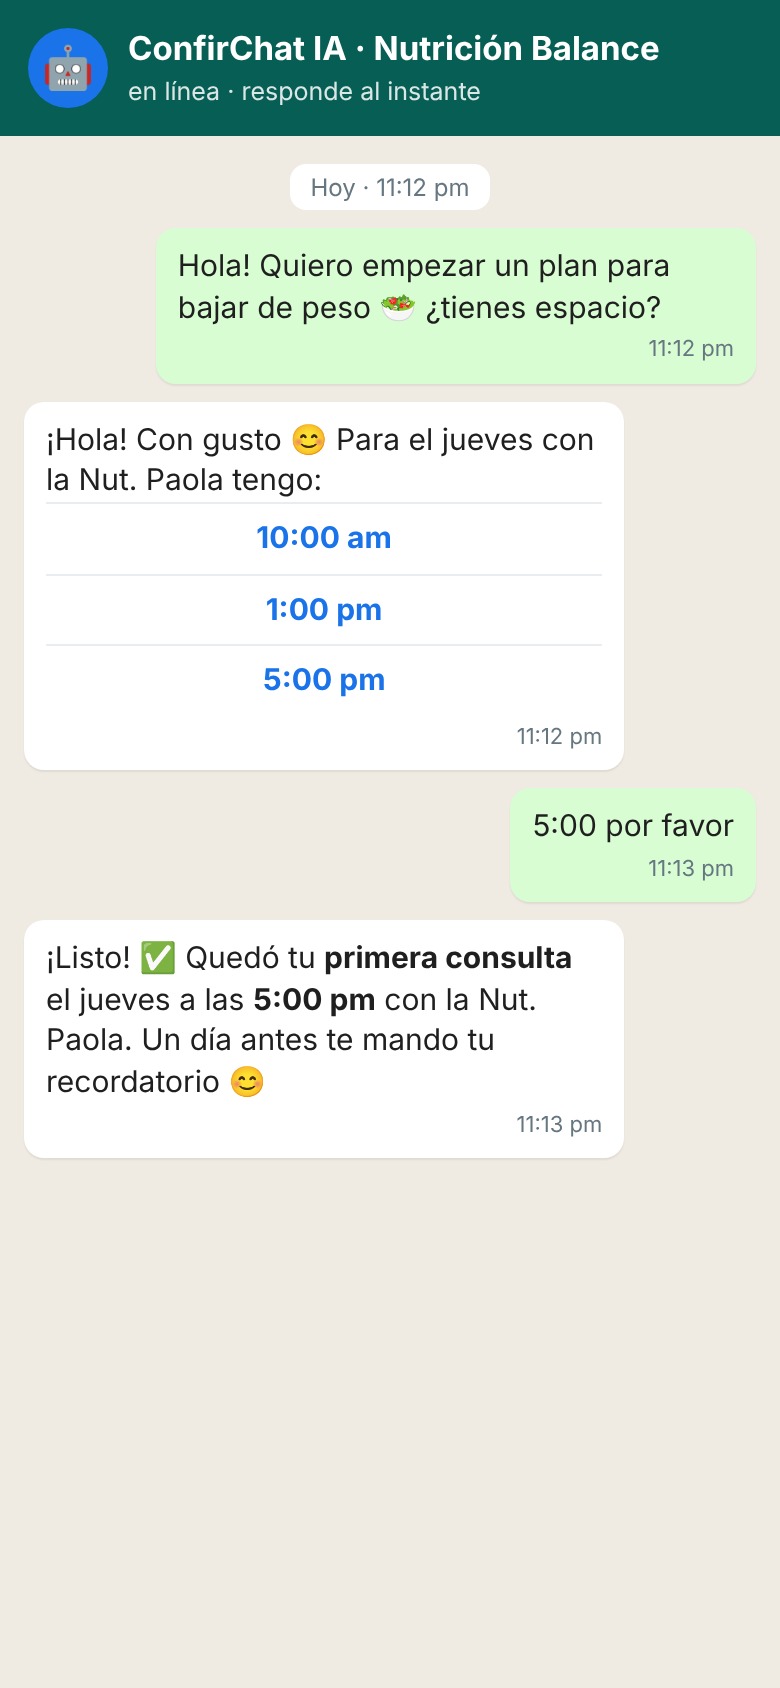 ConfirChat IA · Nutrición Balance
en línea · responde al instante
Hoy · 11:12 pm
Hola! Quiero empezar un plan para
bajar de peso 🥗 ¿tienes espacio?
11:12 pm
¡Hola! Con gusto 😊 Para el jueves con
la Nut. Paola tengo:
10:00 am
1:00 pm
5:00 pm
11:12 pm
5:00 por favor
11:13 pm
¡Listo! ✅ Quedó tu primera consulta
el jueves a las 5:00 pm con la Nut.
Paola. Un día antes te mando tu
recordatorio 😊
11:13 pm